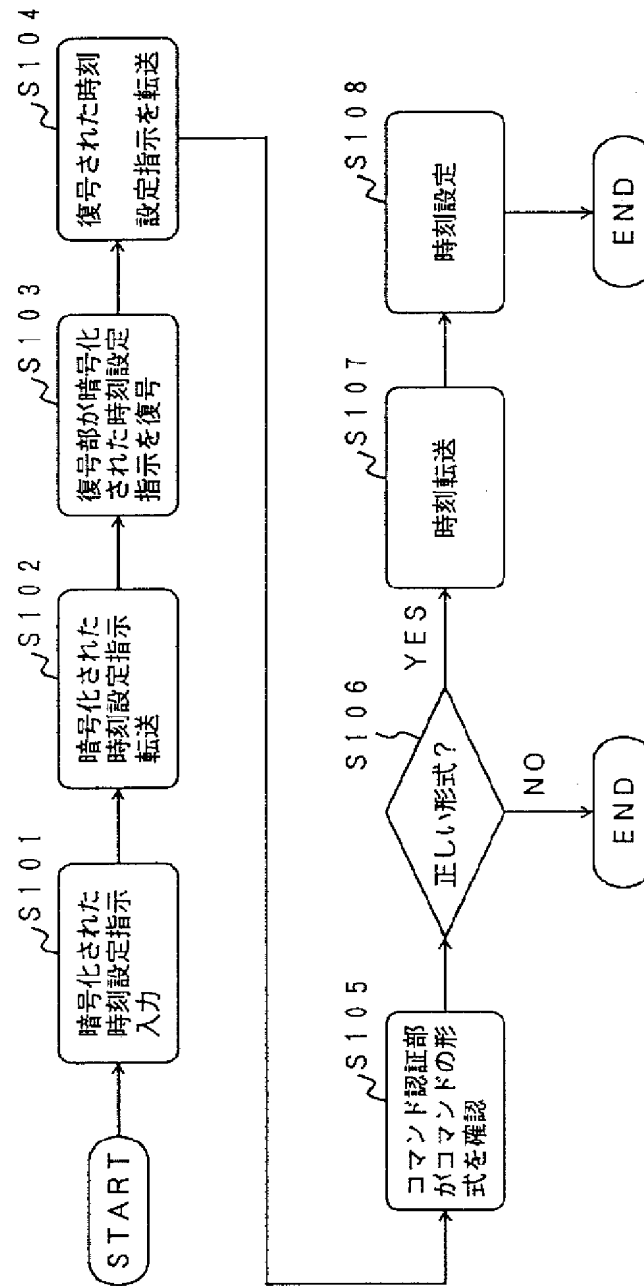 START
S101
暗号化された
時刻設定指示
入力
S102
暗号化された
時刻設定指示
転送
S103
復号部が暗号化
された時刻設定
指示を復号
S104
復号された時刻
設定指示を転送
S105
コマンド認証部
がコマンドの形
式を確認
S106
正しい形式?
YES
NO
END
S107
時刻転送
S108
時刻設定
END